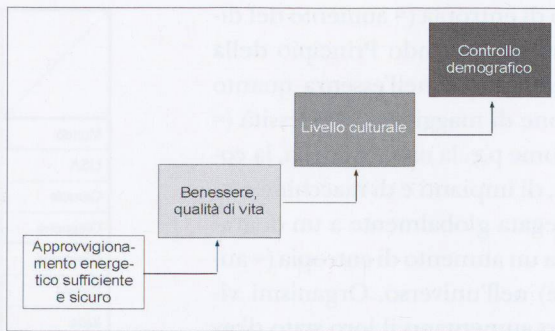 Controllo
demografico
Livello culturale
Benessere,
qualità di vita
Approvvigiona-
mento energe-
tico sufficiente
e sicuro